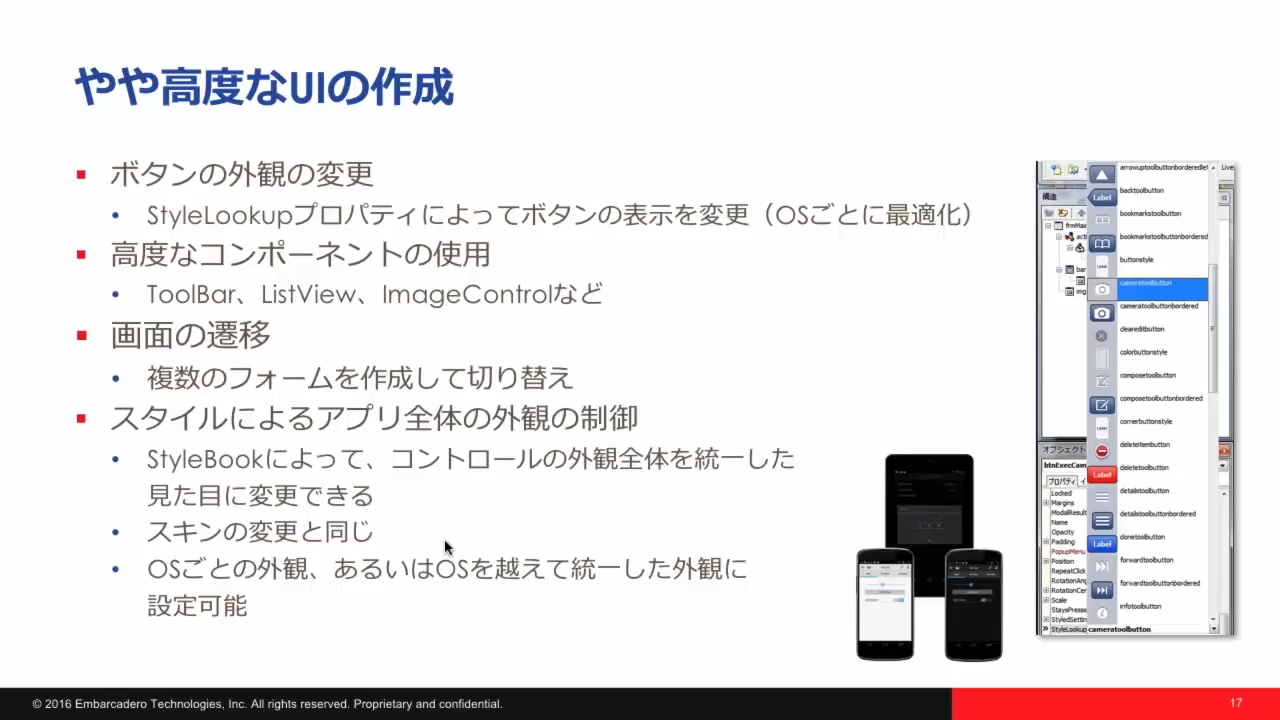 やや高度なUIの作成
▪ ボタンの外観の変更
• StyleLookupプロパティによってボタンの表示を変更（OSごとに最適化）
▪ 高度なコンポーネントの使用
• ToolBar、ListView、ImageControlなど
▪ 画面の遷移
• 複数のフォームを作成して切り替え
▪ スタイルによるアプリ全体の外観の制御
• StyleBookによって、コントロールの外観全体を統一した
見た目に変更できる
• スキンの変更と同じ
• OSごとの外観、あるいはOSを越えて統一した外観に
設定可能
構造
Label
backtoolbutton
bookmarkstoolbutton
bookmarkstoolbuttonbordered
buttonstyle
cameratoolbutton
cameratoolbuttonbordered
cleareditbutton
colorbuttonstyle
composetoolbutton
composetoolbuttonbordered
cornerbuttonstyle
deleteitembutton
Label
deletetoolbutton
detailstoolbutton
detailstoolbuttonbordered
Label
donetoolbutton
forwardtoolbutton
forwardtoolbuttonbordered
infotoolbutton
オブジェクト
btnExecCam
プロパティ
Locked
Margins
ModalResult
Name
Opacity
Padding
PopupMenu
Position
RepeatClick
Scale
StyleLookup
cameratoolbutton
© 2016 Embarcadero Technologies, Inc. All rights reserved. Proprietary and confidential.
17